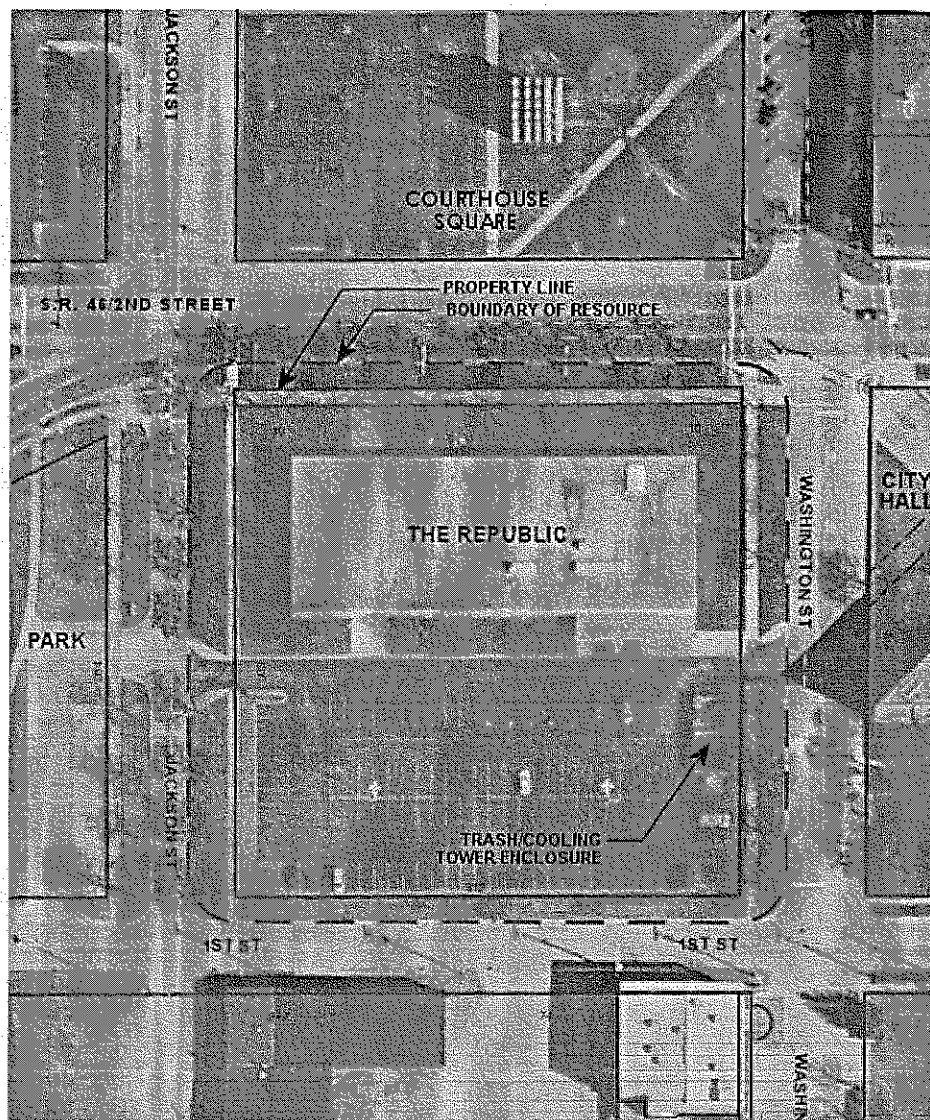 JACKSON ST
COURTHOUSE
SQUARE
PROPERTY LINE
S.R. 46/2ND STREET
BOUNDARY OF RESOURCE
CITY
HALL
WASHINGTON ST
THE REPUBLIC
PARK
JACKSON ST
TRASH/COOLING
TOWER ENCLOSURE
1ST ST
1ST ST
WASHIN